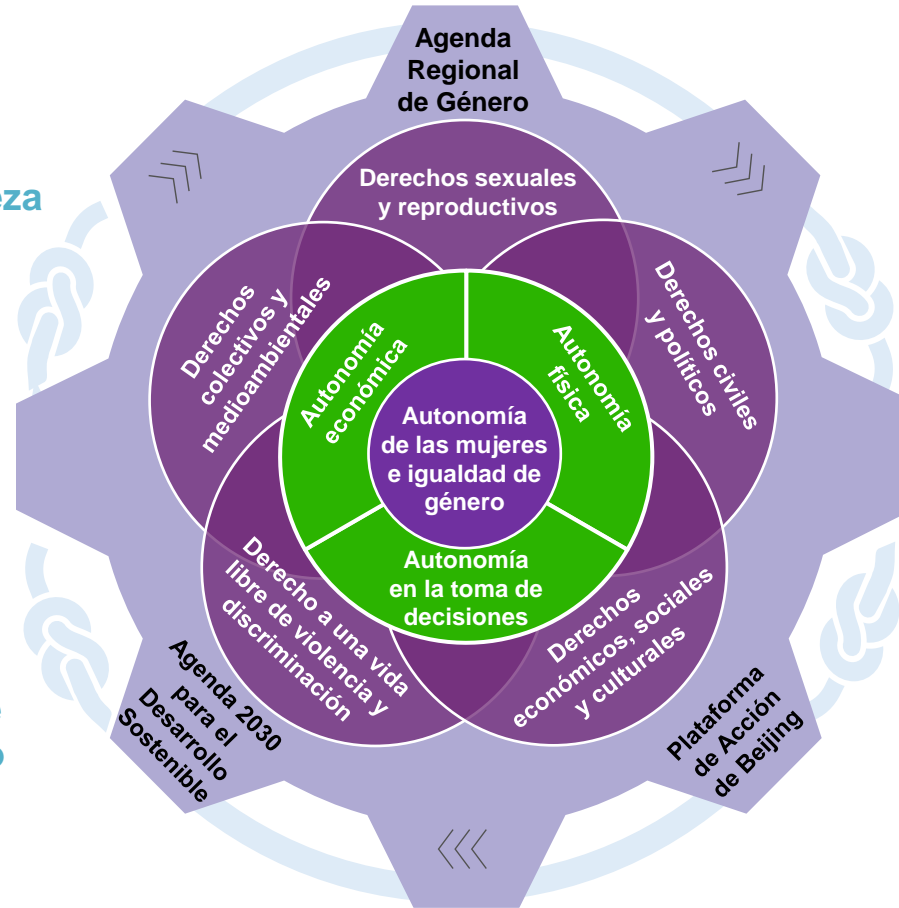 Agenda
Regional
de Género
Derechos sexuales
y reproductivos
Derechos
colectivos y
medioambientales
Derechos civiles
y políticos
Autonomía
económica
Autonomía
física
Autonomía
de las mujeres
e igualdad de
género
Autonomía
en la toma de
decisiones
Derecho a una vida
libre de violencia y
discriminación
Derechos
económicos, sociales
y culturales
Agenda 2030
para el
Desarrollo
Sostenible
Plataforma
de Acción
de Beijing